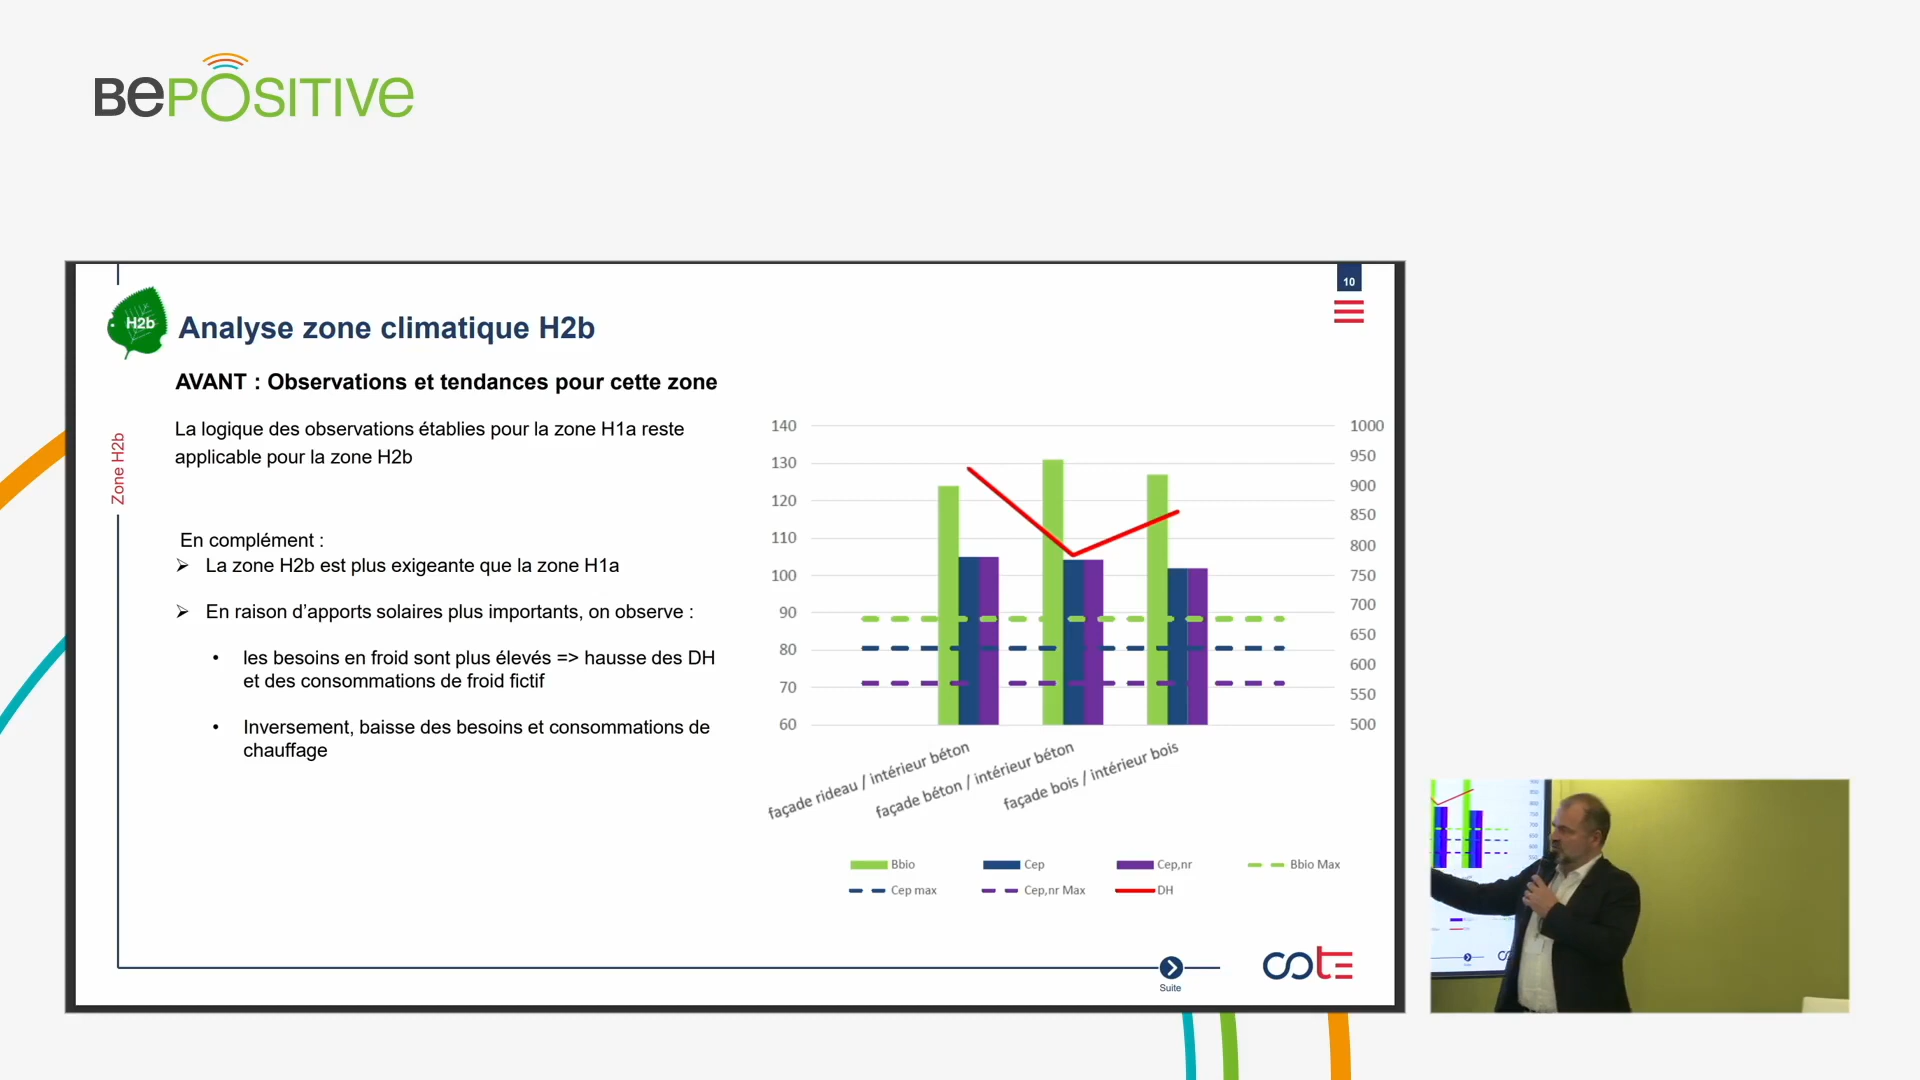 BePOSITIVE
10
H2b
Analyse zone climatique H2b
AVANT : Observations et tendances pour cette zone
La logique des observations établies pour la zone H1a reste
applicable pour la zone H2b
Zone H2b
En complément :
➢ La zone H2b est plus exigeante que la zone H1a
➢ En raison d’apports solaires plus importants, on observe :
• les besoins en froid sont plus élevés => hausse des DH
et des consommations de froid fictif
• Inversement, baisse des besoins et consommations de
chauffage
140
130
120
110
100
90
80
70
60
1000
950
900
850
800
750
700
650
600
550
500
façade rideau / intérieur béton
façade béton / intérieur béton
façade bois / intérieur bois
Bbio
Cep
Cep,nr
Bbio Max
Cep max
Cep,nr Max
DH
Suite
cote